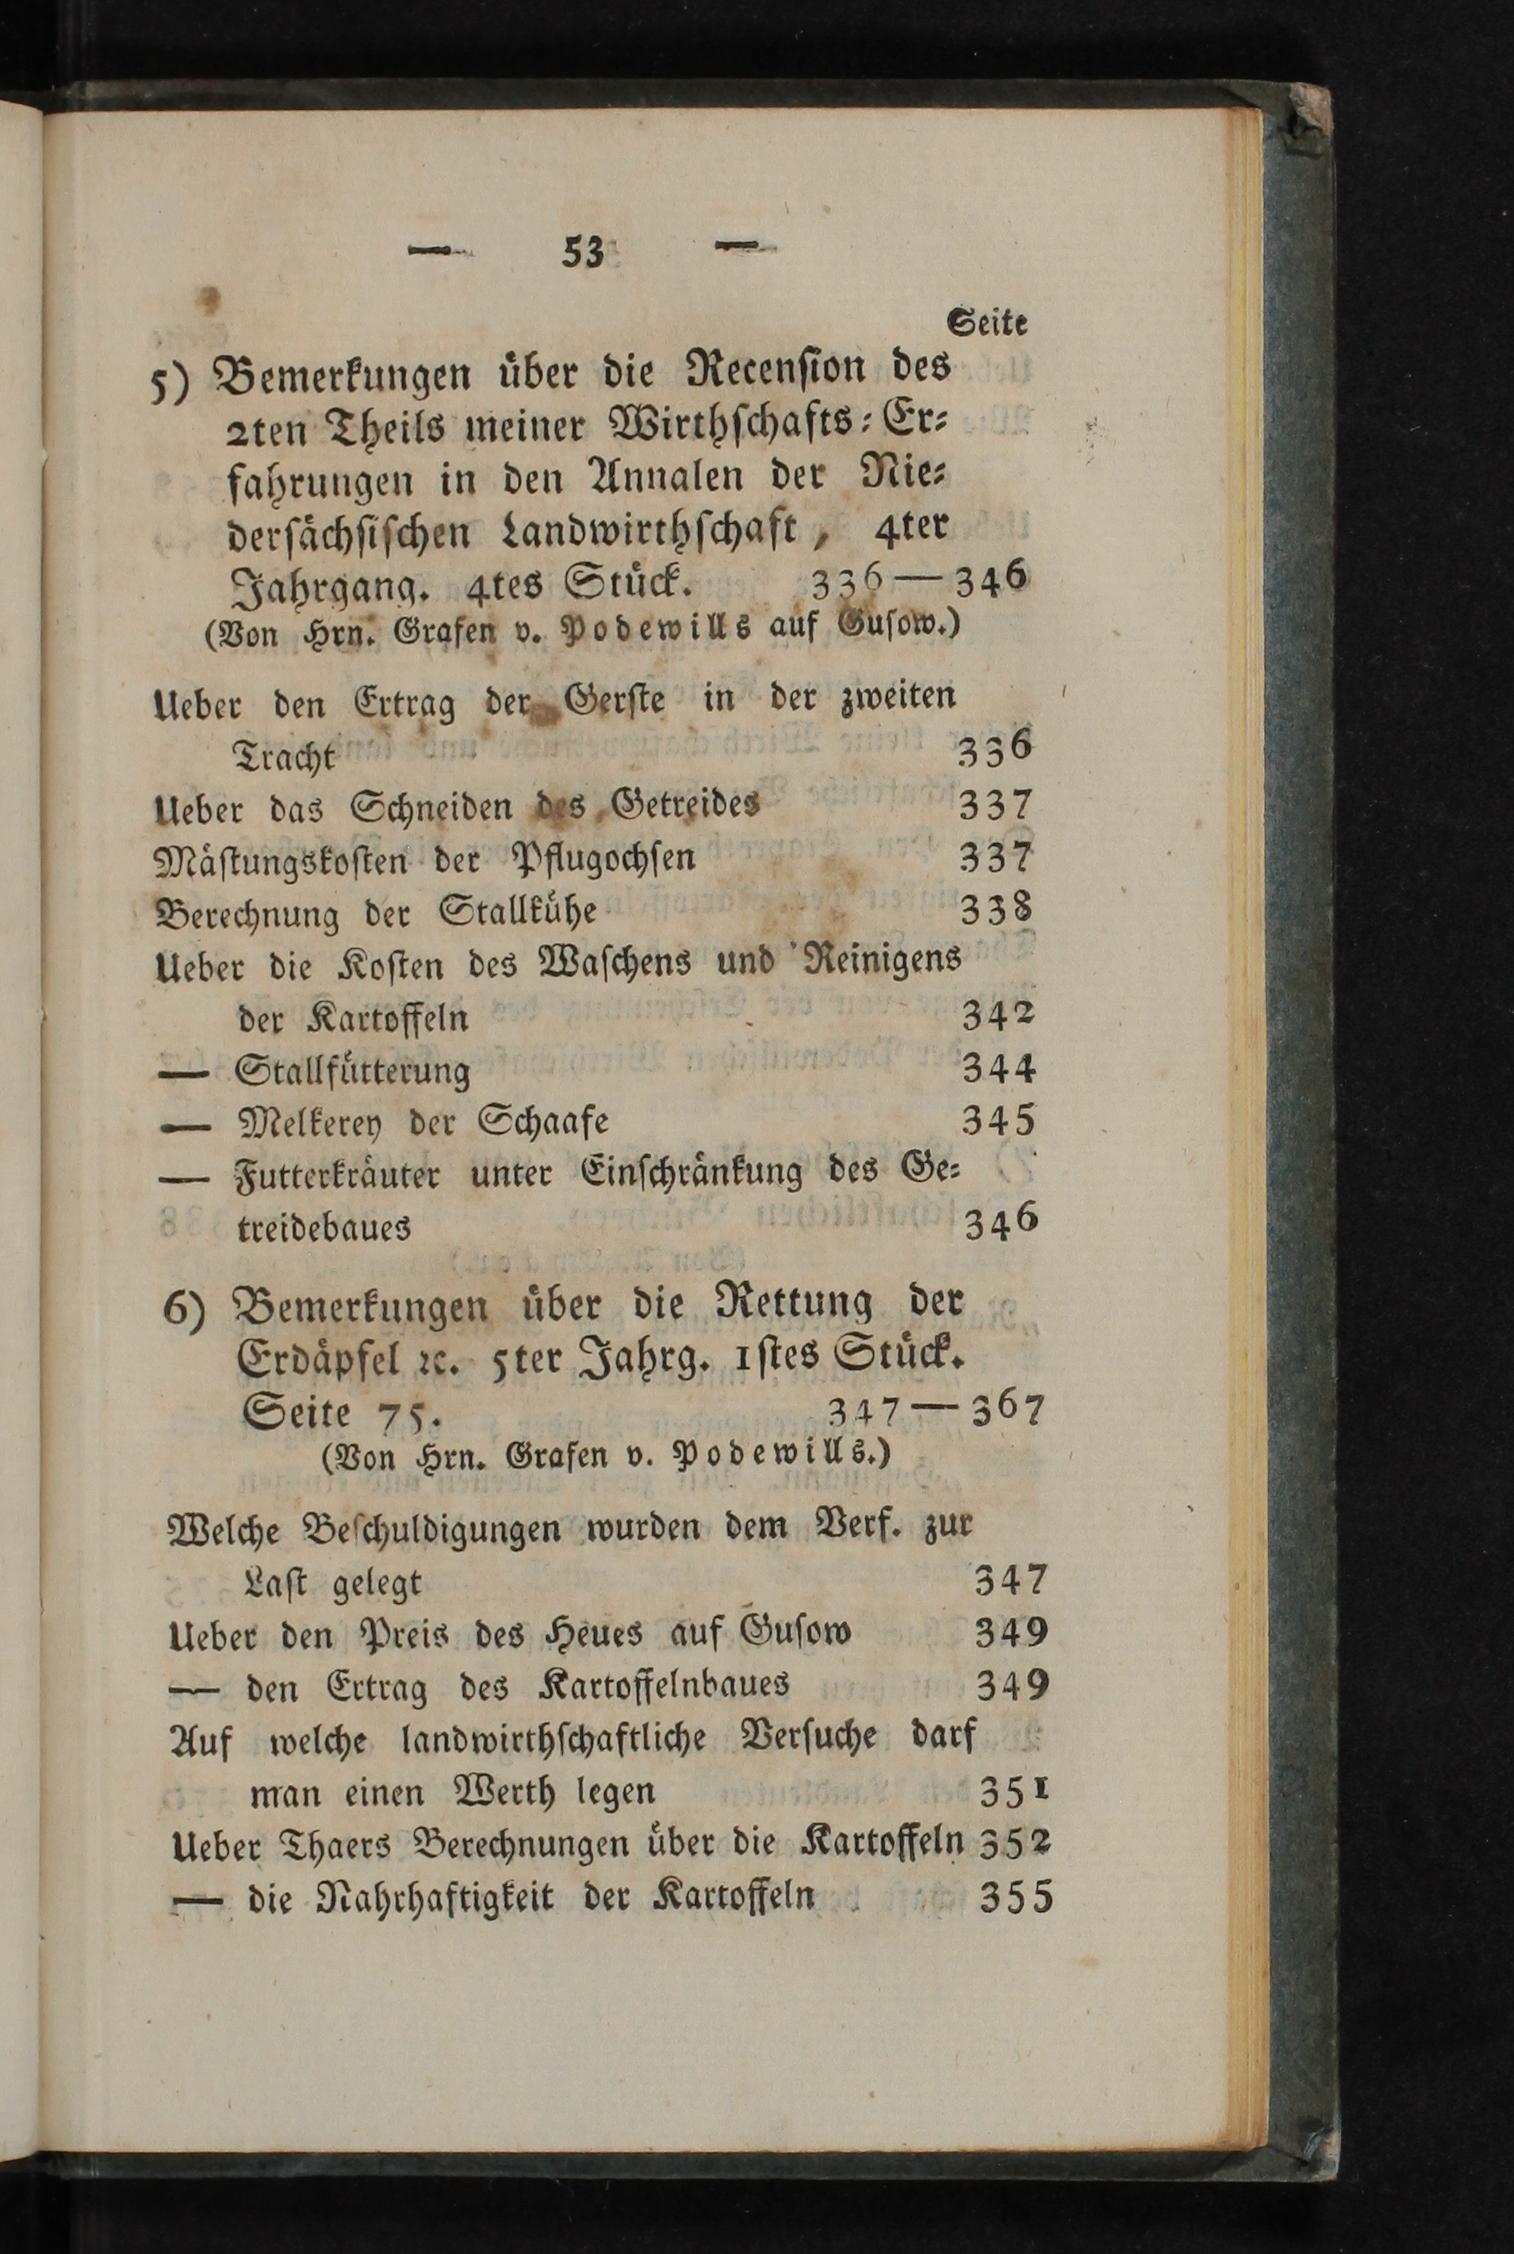 — 53 —
Seite
5) Bemerkungen über die Recenſion des
2ten Theils meiner Wirthſchafts⸗Er⸗
fahrungen in den Annalen der Nie⸗
derſächſiſchen Landwirthſchaft, 4ter
Jahrgang. 4tes Stück. 336—346
(Von Hrn. Grafen v. Podewills auf Guſow.)
Ueber den Ertrag der Gerſte in der zweiten
Tracht 336
Ueber das Schneiden des Getreides 337
Mäſtungskoſten der Pflugochſen 337
Berechnung der Stallkühe 338
Ueber die Koſten des Waſchens und Reinigens
der Kartoffeln 342
— Stallfütterung 344
— Melkerey der Schaafe 345
— Futterkräuter unter Einſchränkung des Ge⸗
treidebaues 346
6) Bemerkungen über die Rettung der
Erdäpfel ꝛc. 5ter Jahrg. 1ſtes Stück.
Seite 75. 347—367
(Von Hrn. Grafen v. Podewills.)
Welche Beſchuldigungen wurden dem Verf. zur
Laſt gelegt 347
Ueber den Preis des Heues auf Guſow 349
— den Ertrag des Kartoffelnbaues 349
Auf welche landwirthſchaftliche Verſuche darf
man einen Werth legen 351
Ueber Thaers Berechnungen über die Kartoffeln 352
— die Nahrhaftigkeit der Kartoffeln 355